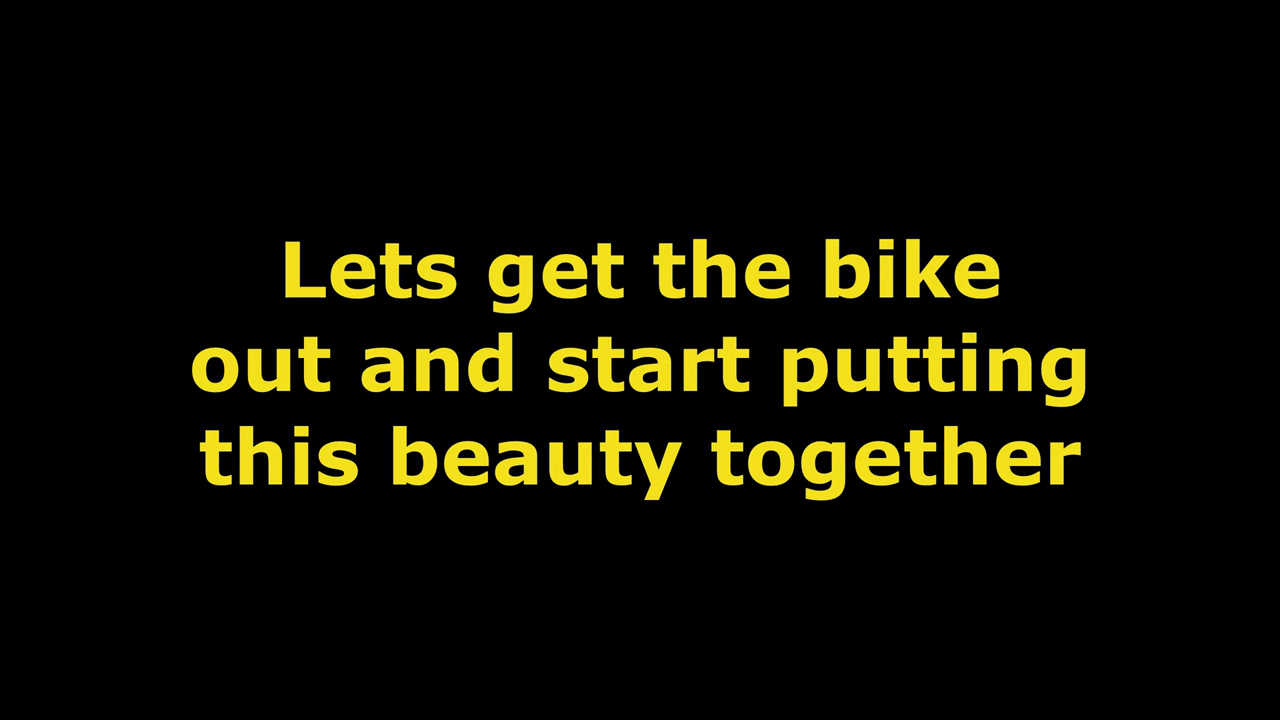 Lets get the bike
out and start putting
this beauty together